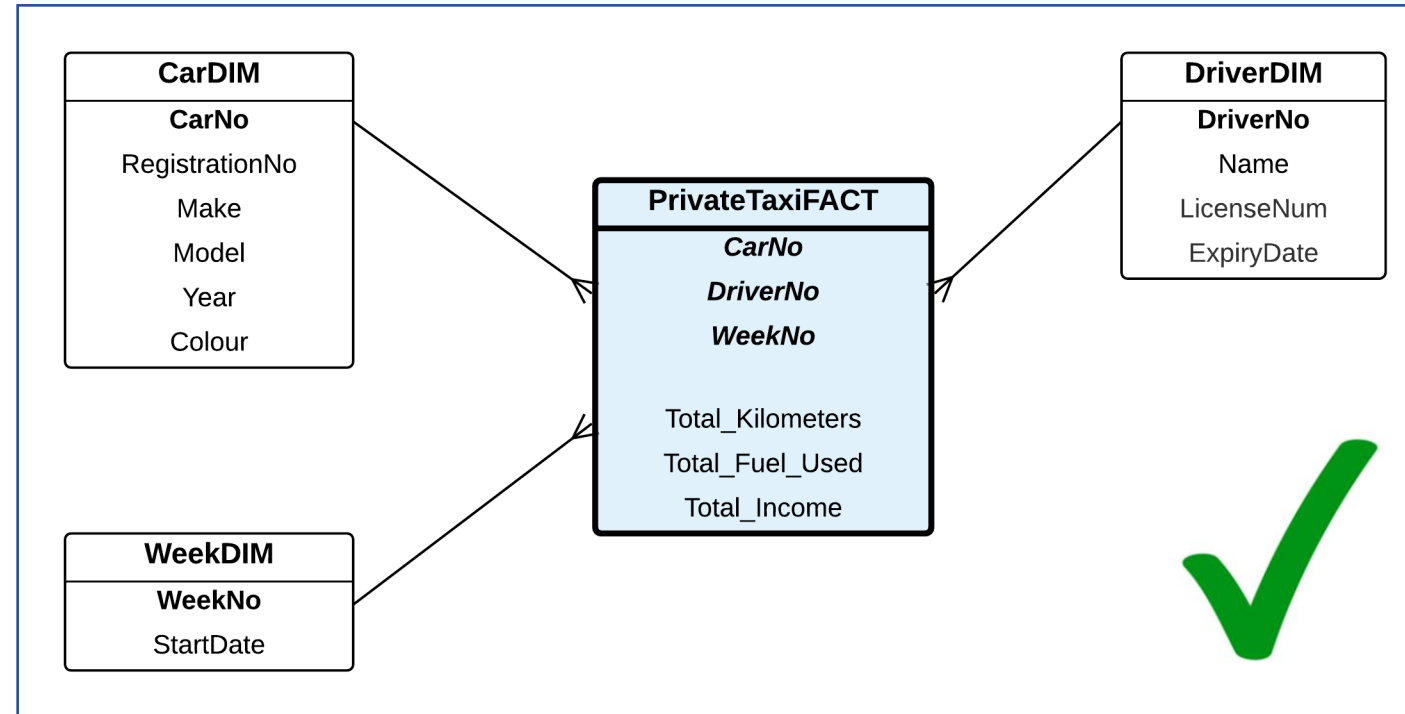 CarDIM
CarNo
RegistrationNo
Make
Model
Year
Colour
DriverDIM
DriverNo
Name
LicenseNum
ExpiryDate
PrivateTaxiFACT
CarNo
DriverNo
WeekNo
Total_Kilometers
Total_Fuel_Used
Total_Income
WeekDIM
WeekNo
StartDate